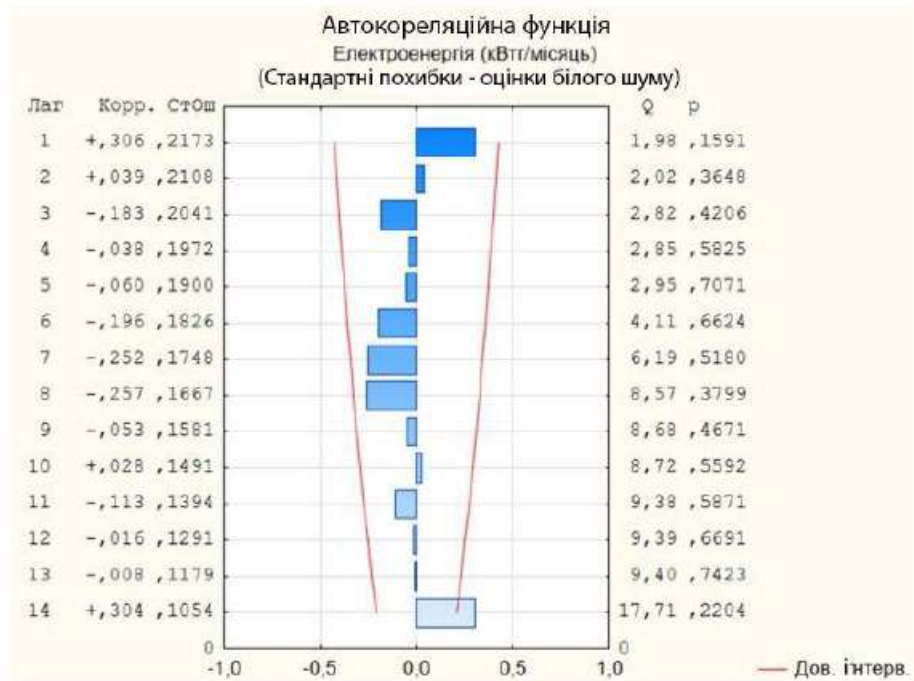 Автокореляційна функція
Електроенергія (кВтг/місяць)
(Стандартні похибки - оцінки білого шуму)
Лаг Корр. СтОш Q p
1 +,306 ,2173 1,98 ,1591
2 +,039 ,2108 2,02 ,3648
3 -,183 ,2041 2,82 ,4206
4 -,038 ,1972 2,85 ,5825
5 -,060 ,1900 2,95 ,7071
6 -,196 ,1826 4,11 ,6624
7 -,252 ,1748 6,19 ,5180
8 -,257 ,1667 8,57 ,3799
9 -,053 ,1581 8,68 ,4671
10 +,028 ,1491 8,72 ,5592
11 -,113 ,1394 9,38 ,5871
12 -,016 ,1291 9,39 ,6691
13 -,008 ,1179 9,40 ,7423
14 +,304 ,1054 17,71 ,2204
0 0
-1,0 -0,5 0,0 0,5 1,0
Дов. інтерв.